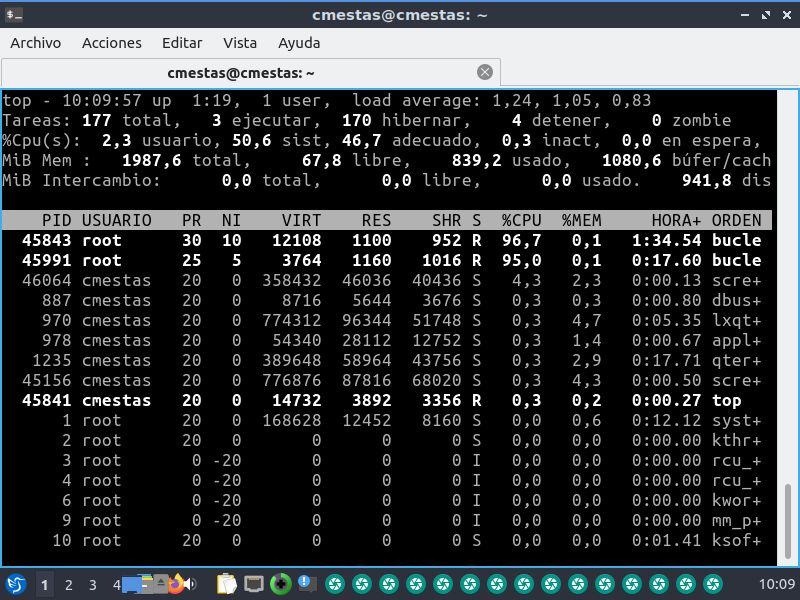 cmestas@cmestas: ~
Archivo Acciones Editar Vista Ayuda
cmestas@cmestas: ~
top - 10:09:57 up  1:19,  1 user,  load average: 1,24, 1,05, 0,83
Tareas: 177 total,   3 ejecutar,  170 hibernar,    4 detener,    0 zombie
%Cpu(s):  2,3 usuario, 50,6 sist, 46,7 adecuado,  0,3 inact,  0,0 en espera,
MiB Mem :   1987,6 total,     67,8 libre,    839,2 usado,   1080,6 búfer/cach
MiB Intercambio:      0,0 total,      0,0 libre,      0,0 usado.    941,8 dis
PID USUARIO   PR  NI    VIRT    RES    SHR S  %CPU  %MEM     HORA+ ORDEN
45843 root      30  10   12108   1100    952 R  96,7   0,1   1:34.54 bucle
45991 root      25   5    3764   1160   1016 R  95,0   0,1   0:17.60 bucle
46064 cmestas   20   0  358432  46036  40436 S   4,3   2,3   0:00.13 scre+
887 cmestas   20   0    8716   5644   3676 S   0,3   0,3   0:00.80 dbus+
970 cmestas   20   0  774312  96344  51748 S   0,3   4,7   0:05.35 lxqt+
978 cmestas   20   0   54340  28112  12752 S   0,3   1,4   0:00.67 appl+
1235 cmestas   20   0  389648  58964  43756 S   0,3   2,9   0:17.71 qter+
45156 cmestas   20   0  776876  87816  68020 S   0,3   4,3   0:00.50 scre+
45841 cmestas   20   0   14732   3892   3356 R   0,3   0,2   0:00.27 top
1 root      20   0  168628  12452   8160 S   0,0   0,6   0:12.12 syst+
2 root      20   0       0      0      0 S   0,0   0,0   0:00.00 kthr+
3 root       0 -20       0      0      0 I   0,0   0,0   0:00.00 rcu_+
4 root       0 -20       0      0      0 I   0,0   0,0   0:00.00 rcu_+
6 root       0 -20       0      0      0 I   0,0   0,0   0:00.00 kwor+
9 root       0 -20       0      0      0 I   0,0   0,0   0:00.00 mm_p+
10 root      20   0       0      0      0 S   0,0   0,0   0:01.41 ksof+
1 2 3 4 10:09